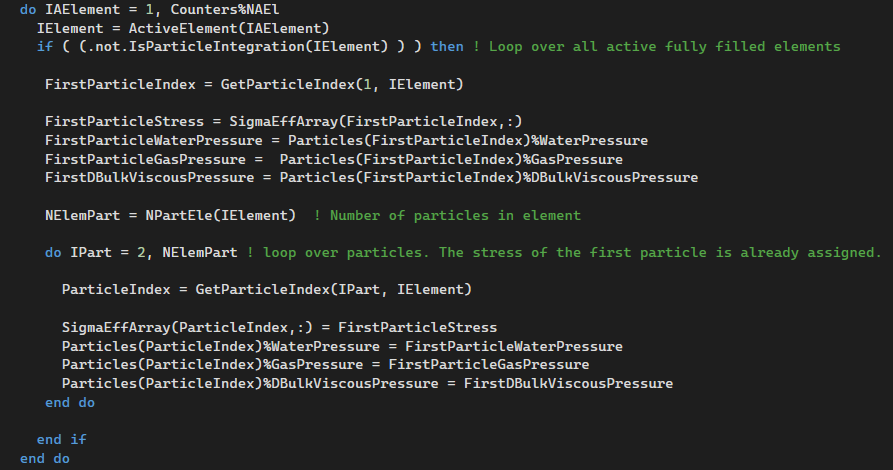 do IAElement = 1, Counters%NAEl
IElement = ActiveElement(IAElement)
if ( (.not.IsParticleIntegration(IElement) ) ) then ! Loop over all active fully filled elements
FirstParticleIndex = GetParticleIndex(1, IElement)
FirstParticleStress = SigmaEffArray(FirstParticleIndex,:)
FirstParticleWaterPressure = Particles(FirstParticleIndex)%WaterPressure
FirstParticleGasPressure =  Particles(FirstParticleIndex)%GasPressure
FirstDBulkViscousPressure = Particles(FirstParticleIndex)%DBulkViscousPressure
NElemPart = NPartEle(IElement)  ! Number of particles in element
do IPart = 2, NElemPart ! loop over particles. The stress of the first particle is already assigned.
ParticleIndex = GetParticleIndex(IPart, IElement)
SigmaEffArray(ParticleIndex,:) = FirstParticleStress
Particles(ParticleIndex)%WaterPressure = FirstParticleWaterPressure
Particles(ParticleIndex)%GasPressure = FirstParticleGasPressure
Particles(ParticleIndex)%DBulkViscousPressure = FirstDBulkViscousPressure
end do
end if
end do